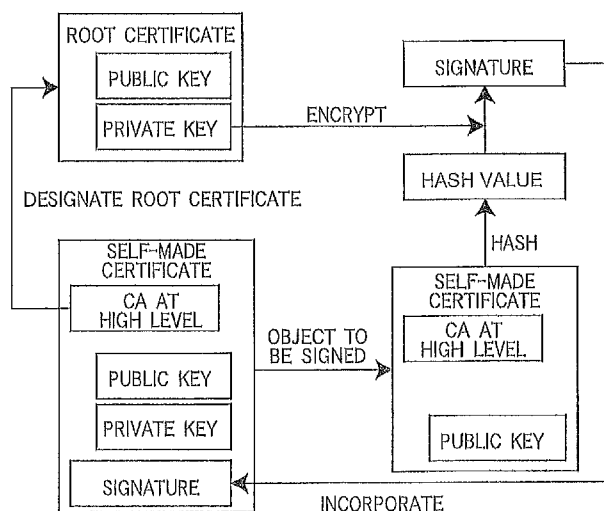 ROOT CERTIFICATE
PUBLIC KEY
PRIVATE KEY
ENCRYPT
SIGNATURE
HASH VALUE
DESIGNATE ROOT CERTIFICATE
HASH
SELF-MADE
CERTIFICATE
CA AT
HIGH LEVEL
PUBLIC KEY
PRIVATE KEY
SIGNATURE
OBJECT TO
BE SIGNED
SELF-MADE
CERTIFICATE
CA AT
HIGH LEVEL
PUBLIC KEY
INCORPORATE